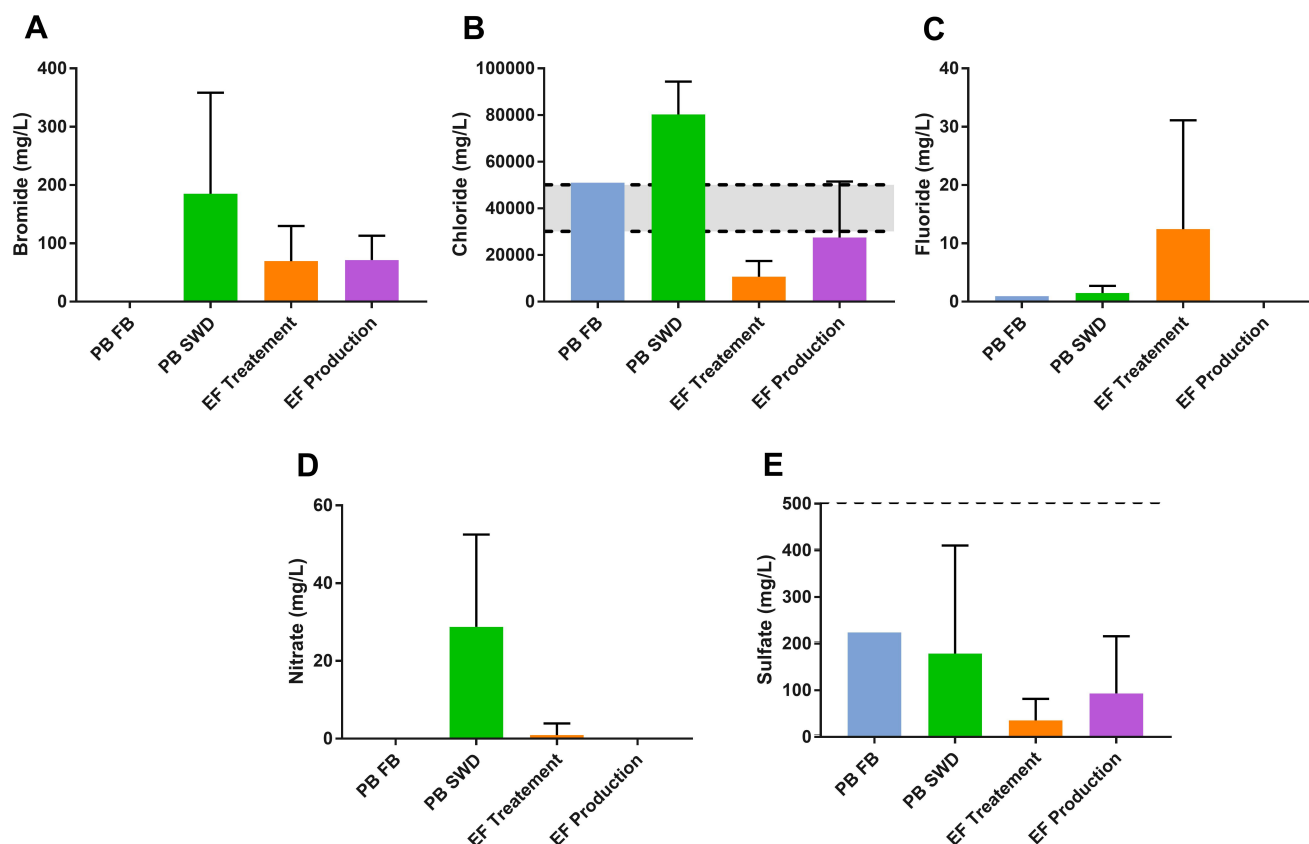 A
Bromide (mg/L)
400
300
200
100
0
PB FB
PB SWD
EF Treatement
EF Production
B
Chloride (mg/L)
100000
80000
60000
40000
20000
0
PB FB
PB SWD
EF Treatement
EF Production
C
Fluoride (mg/L)
40
30
20
10
0
PB FB
PB SWD
EF Treatement
EF Production
D
Nitrate (mg/L)
60
40
20
0
PB FB
PB SWD
EF Treatement
EF Production
E
Sulfate (mg/L)
500
400
300
200
100
0
PB FB
PB SWD
EF Treatement
EF Production